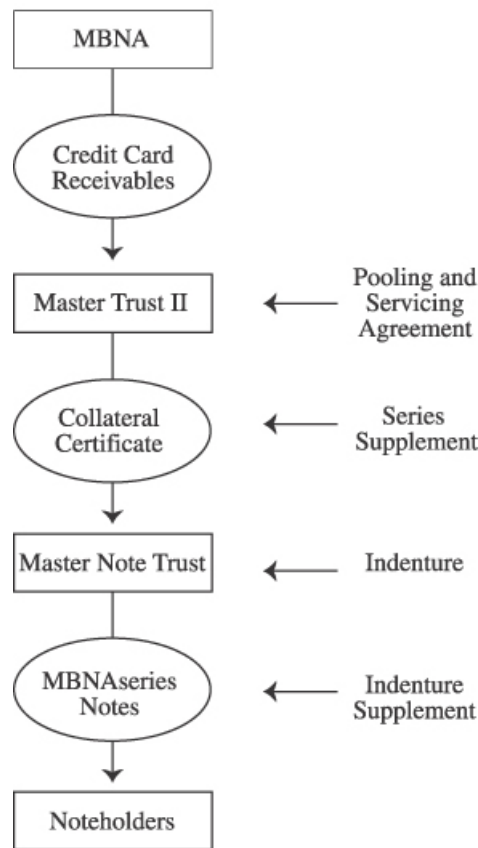 MBNA
Credit Card
Receivables
Master Trust II
Pooling and
Servicing
Agreement
Collateral
Certificate
Series
Supplement
Master Note Trust
Indenture
MBNAseries
Notes
Indenture
Supplement
Noteholders